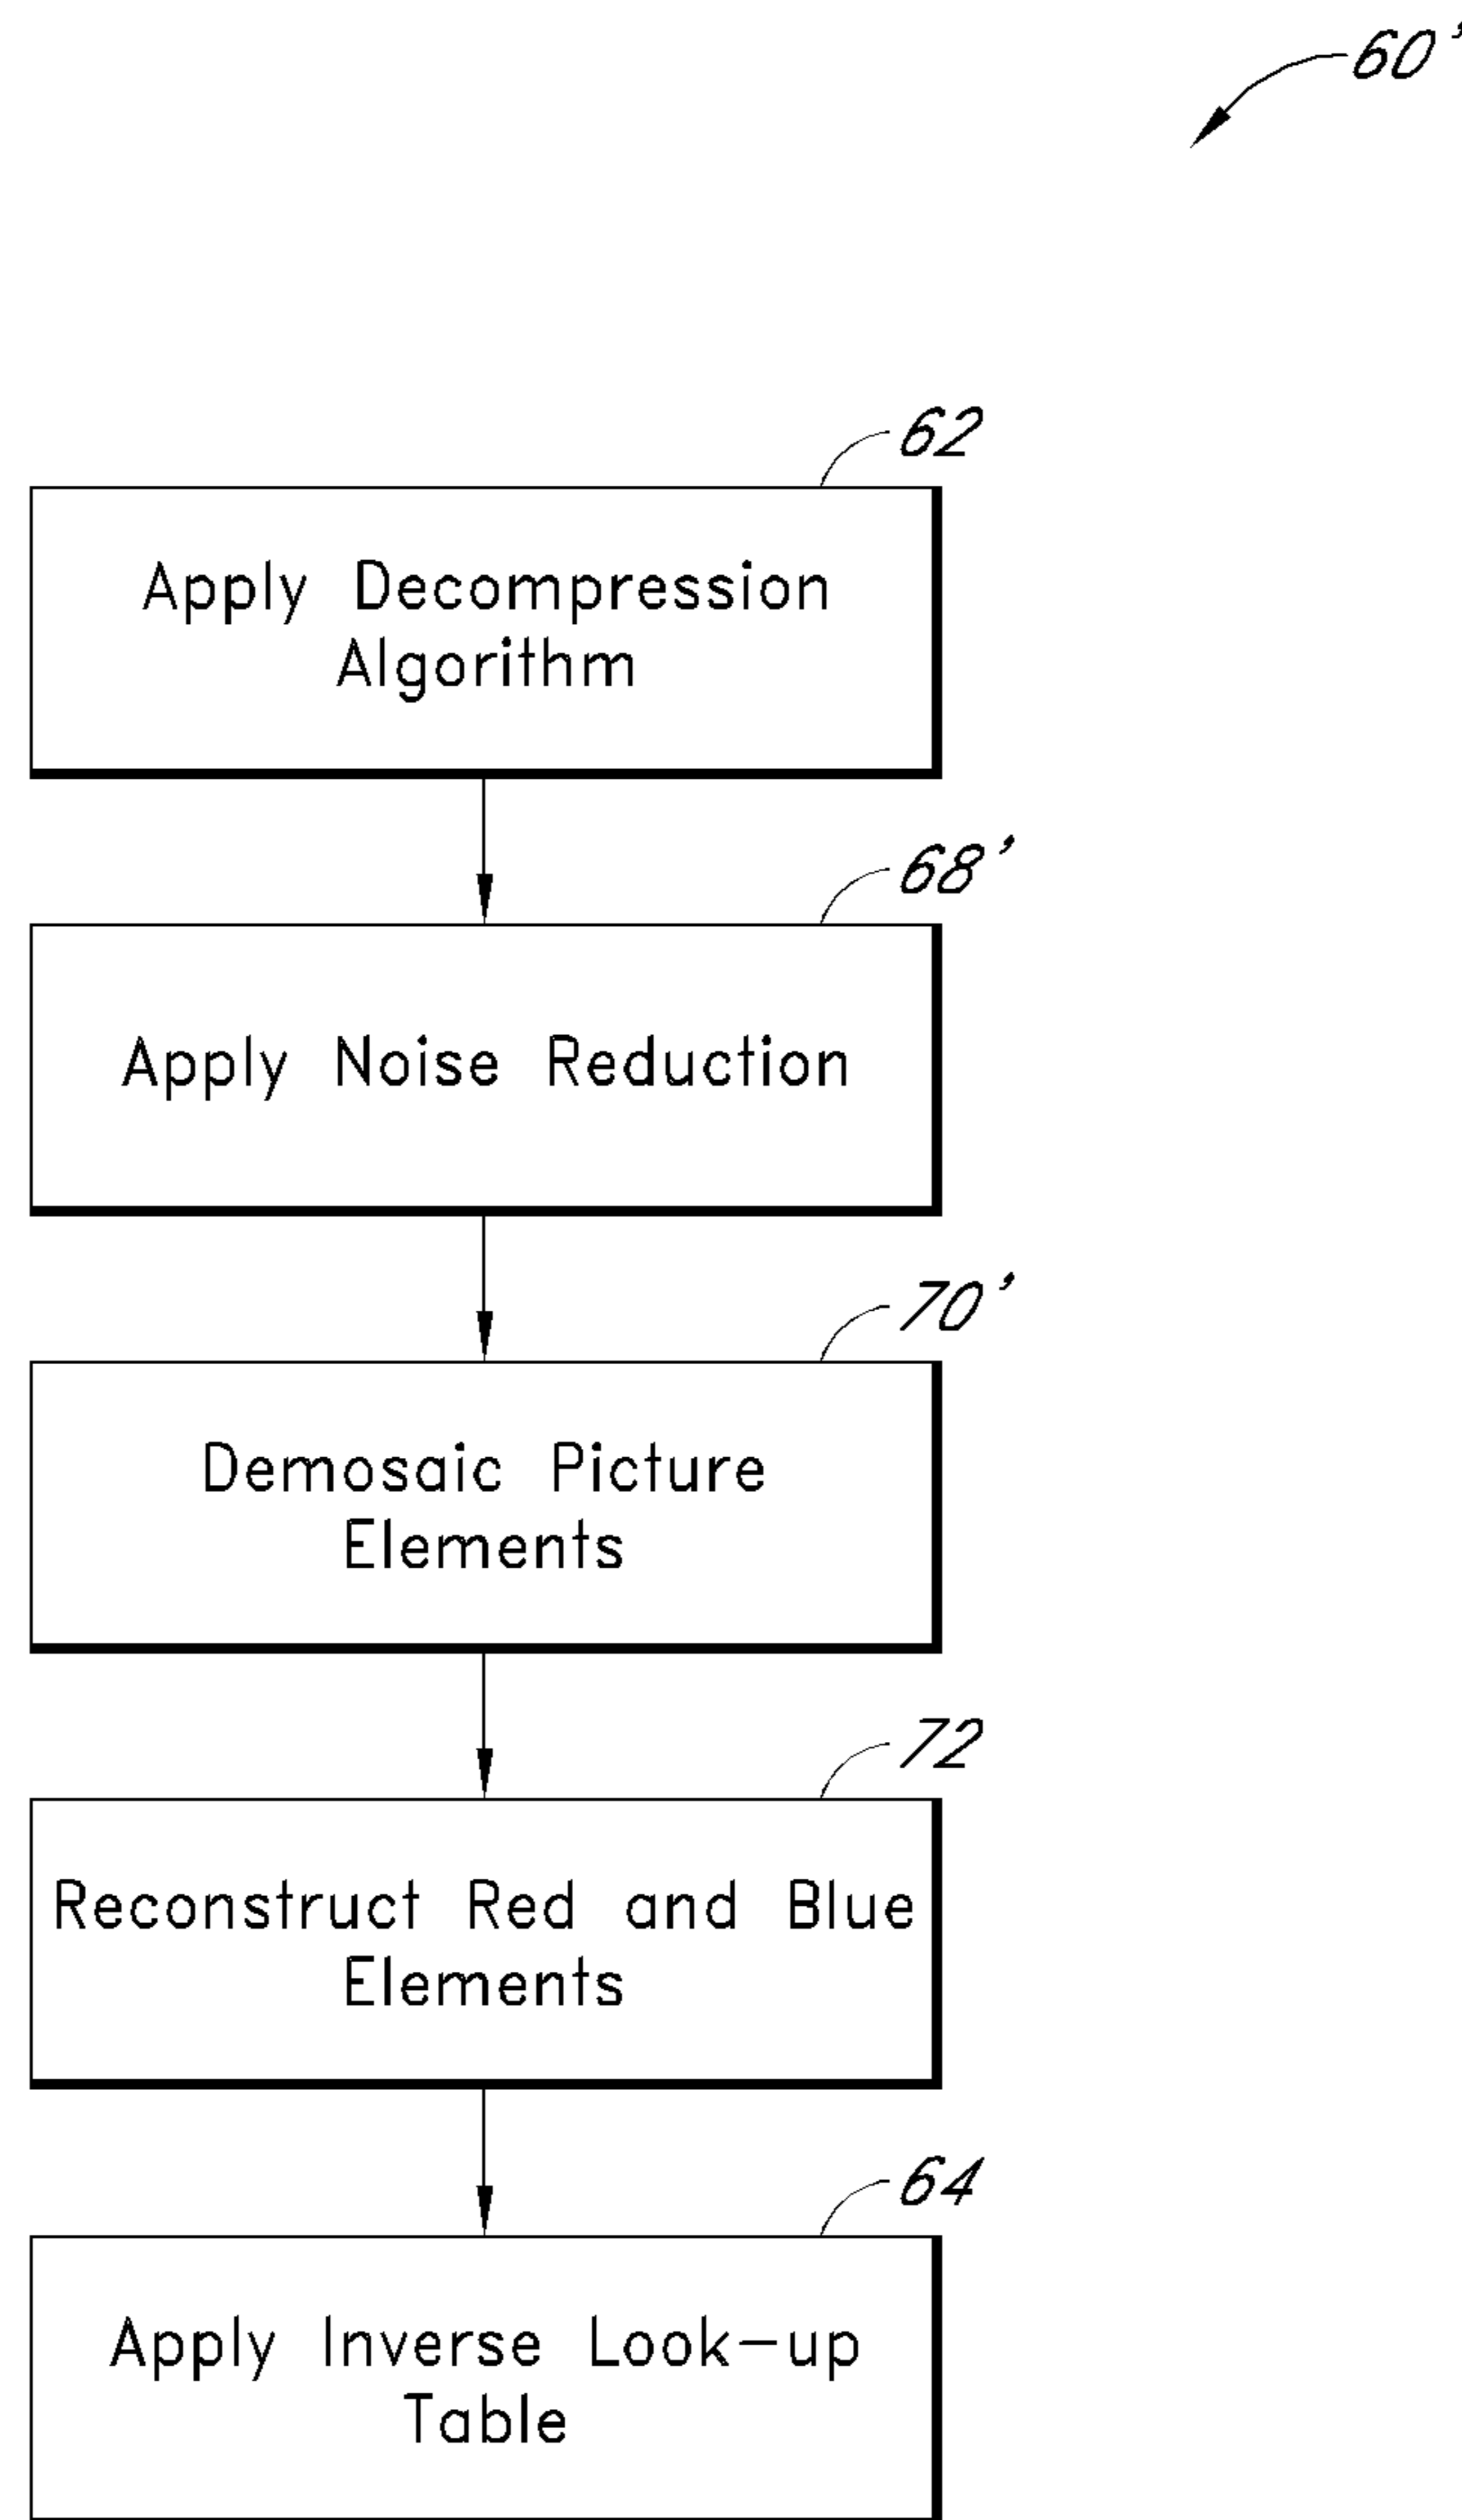 60'
62
Apply Decompression
Algorithm
68'
Apply Noise Reduction
70'
Demosaic Picture
Elements
72
Reconstruct Red and Blue
Elements
64
Apply Inverse Look-up
Table